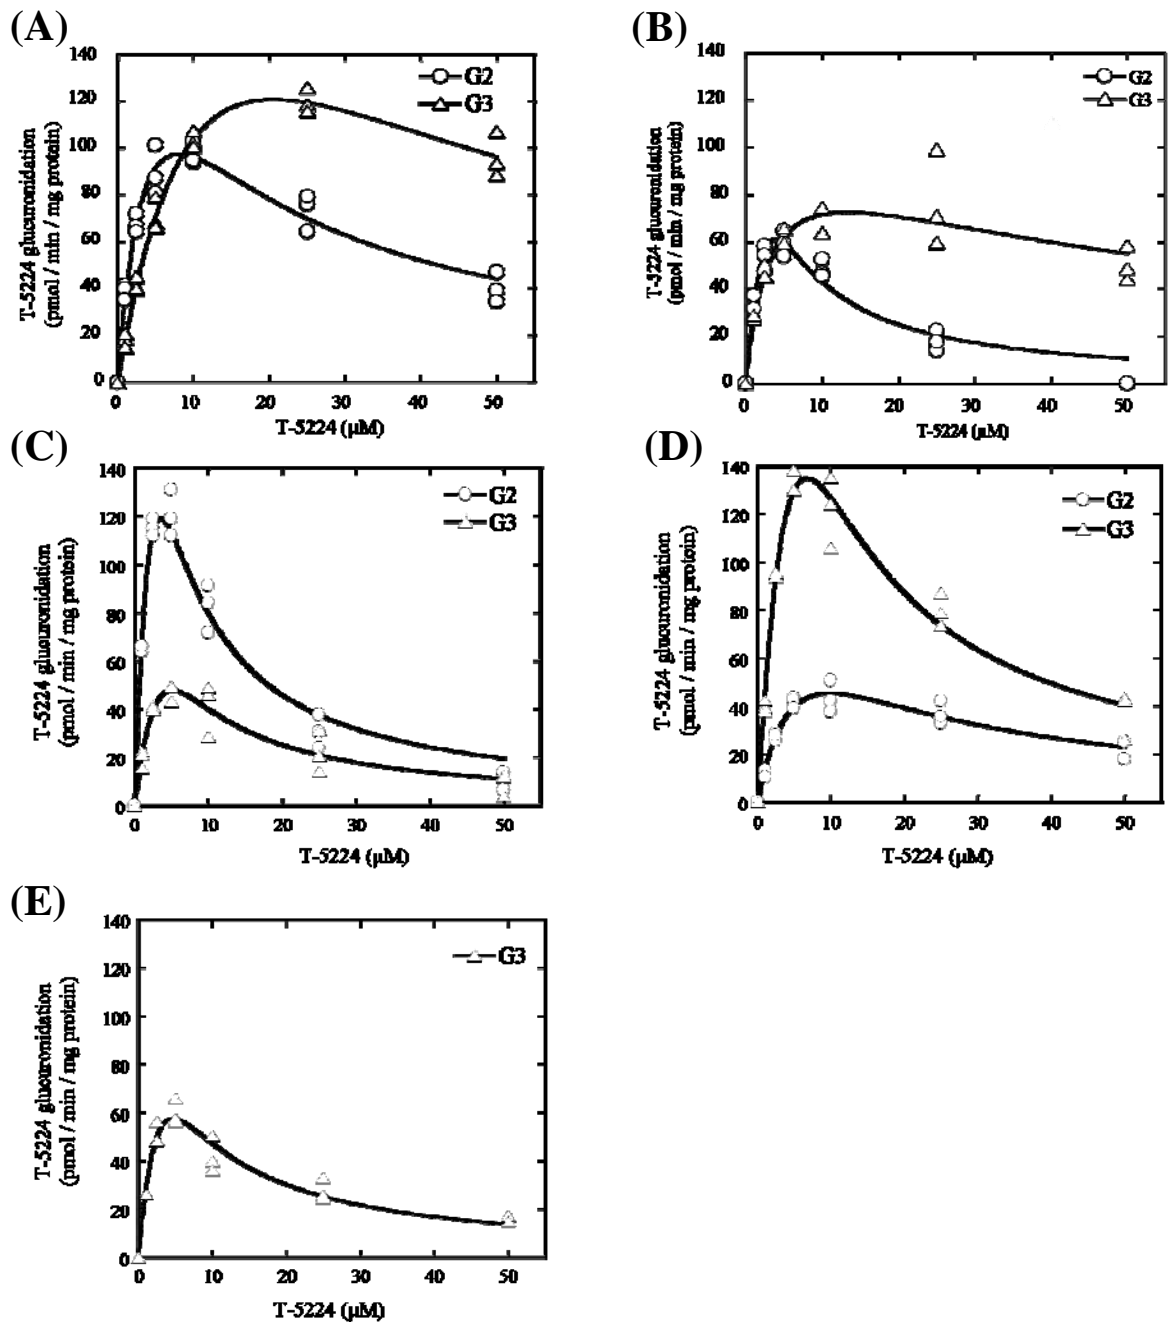 (A)
T-5224 glucuronidation
(pmol / min / mg protein)
140
120
100
80
60
40
20
0
G2
G3
0 10 20 30 40 50
T-5224 (μM)
(B)
T-5224 glucuronidation
(pmol / min / mg protein)
140
120
100
80
60
40
20
0
G2
G3
0 10 20 30 40 50
T-5224 (μM)
(C)
T-5224 glucuronidation
(pmol / min / mg protein)
140
120
100
80
60
40
20
0
G2
G3
0 10 20 30 40 50
T-5224 (μM)
(D)
T-5224 glucuronidation
(pmol / min / mg protein)
140
120
100
80
60
40
20
0
G2
G3
0 10 20 30 40 50
T-5224 (μM)
(E)
T-5224 glucuronidation
(pmol / min / mg protein)
140
120
100
80
60
40
20
0
G3
0 10 20 30 40 50
T-5224 (μM)